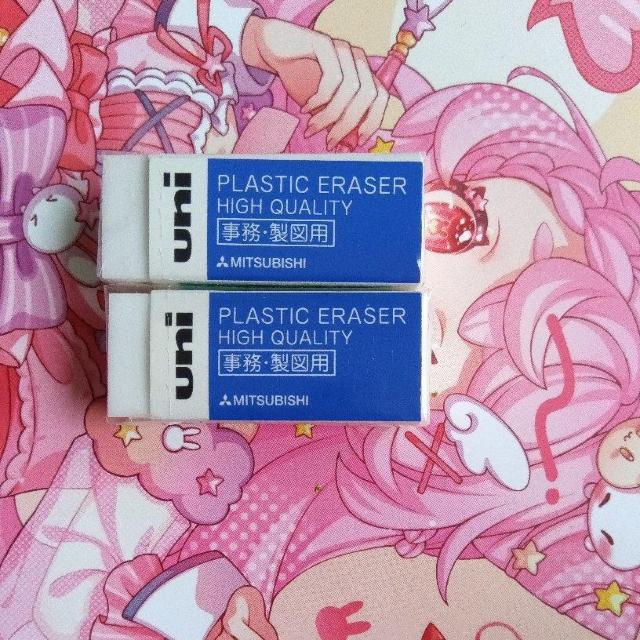 uni
PLASTIC ERASER
HIGH QUALITY
事務・製図用
MITSUBISHI
uni
PLASTIC ERASER
HIGH QUALITY
事務・製図用
MITSUBISHI